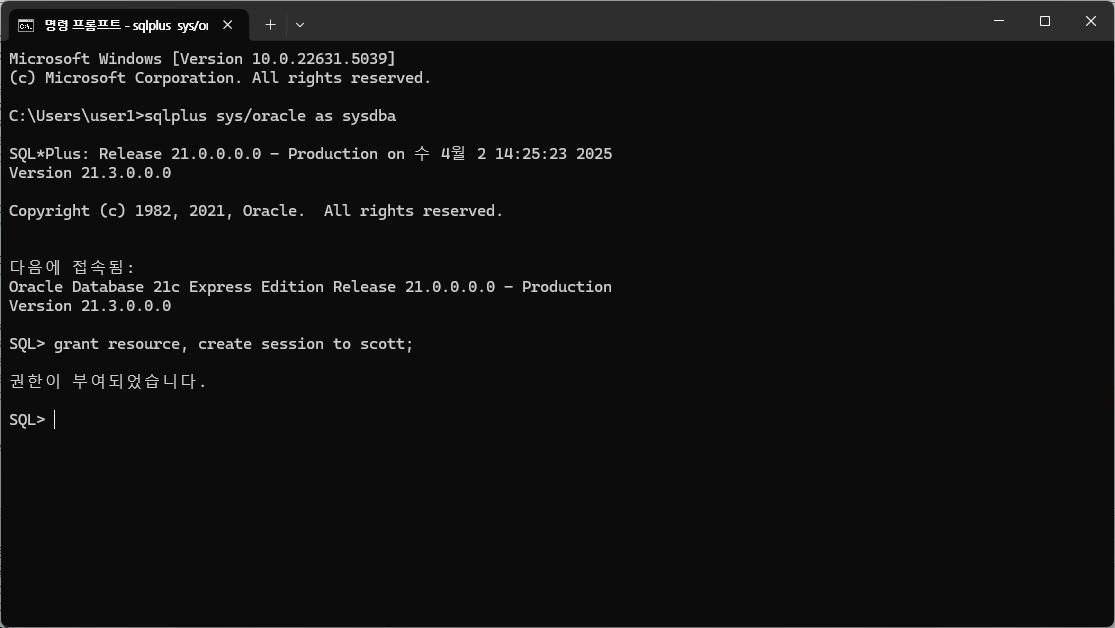 명령 프롬프트 - sqlplus sys/or
Microsoft Windows [Version 10.0.22631.5039]
(c) Microsoft Corporation. All rights reserved.
C:\Users\user1>sqlplus sys/oracle as sysdba
SQL*Plus: Release 21.0.0.0.0 - Production on 수 4월 2 14:25:23 2025
Version 21.3.0.0.0
Copyright (c) 1982, 2021, Oracle.  All rights reserved.
다음에 접속됨:
Oracle Database 21c Express Edition Release 21.0.0.0.0 - Production
Version 21.3.0.0.0
SQL> grant resource, create session to scott;
권한이 부여되었습니다.
SQL>